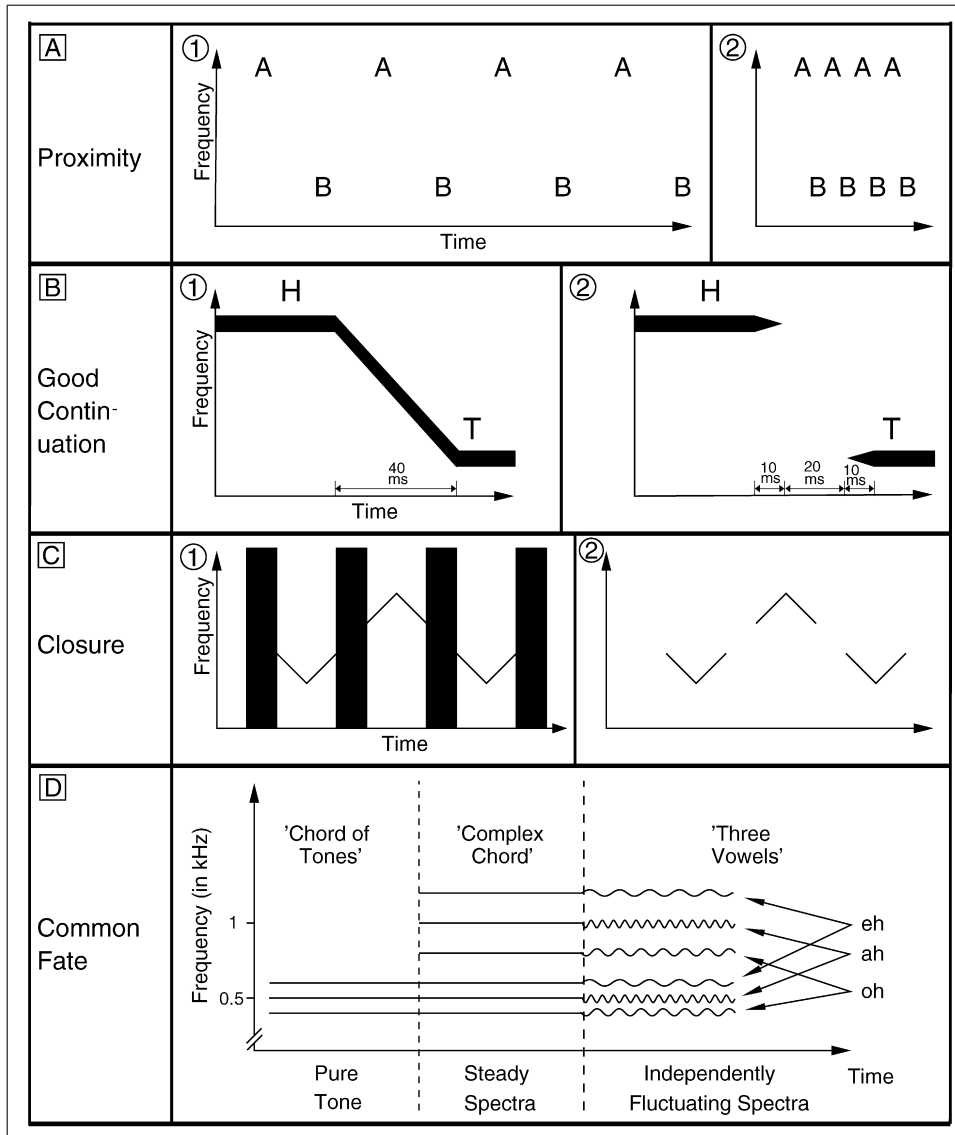 A
Proximity
1
Frequency
A A A A
B B B B
Time
2
A A A A
B B B B
B
Good
Contin-
uation
1
Frequency
H
T
40
ms
Time
2
H
T
10
ms
20
ms
10
ms
C
Closure
1
Frequency
Time
2
D
Common
Fate
Frequency (in kHz)
1
0.5
'Chord of
Tones'
'Complex
Chord'
'Three
Vowels'
eh
ah
oh
Pure
Tone
Steady
Spectra
Independently
Fluctuating Spectra
Time